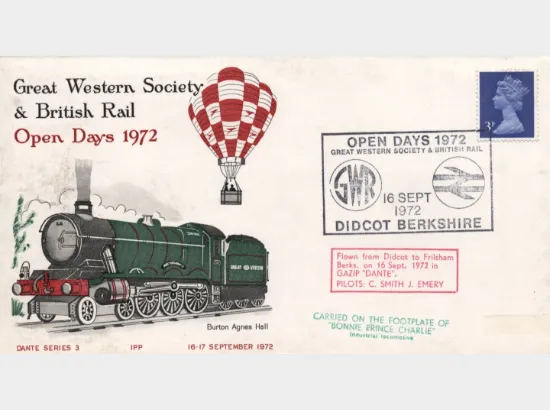 Great Western Society
& British Rail
Open Days 1972
3P
OPEN DAYS 1972
GREAT WESTERN SOCIETY & BRITISH RAIL
GWR
16 SEPT
1972
DIDCOT BERKSHIRE
Flown from Didcot to Frilsham
Berks. on 16 Sept. 1972 in
GAZIP "DANTE".
PILOTS: C. SMITH J. EMERY
GREAT WESTERN
Burton Agnes Hall
CARRIED ON THE FOOTPLATE OF
"BONNIE PRINCE CHARLIE"
Industrial locomotive
DANTE SERIES 3 IPP 16-17 SEPTEMBER 1972